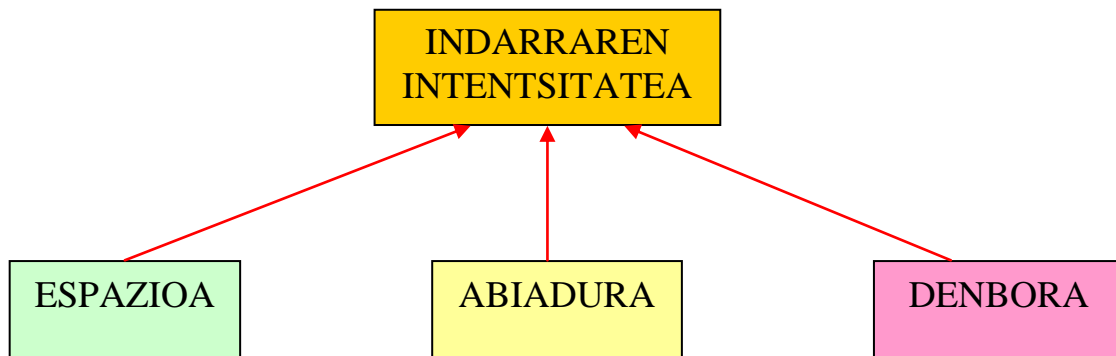 INDARRAREN
INTENTSITATEA
ESPAZIOA
ABIADURA
DENBORA